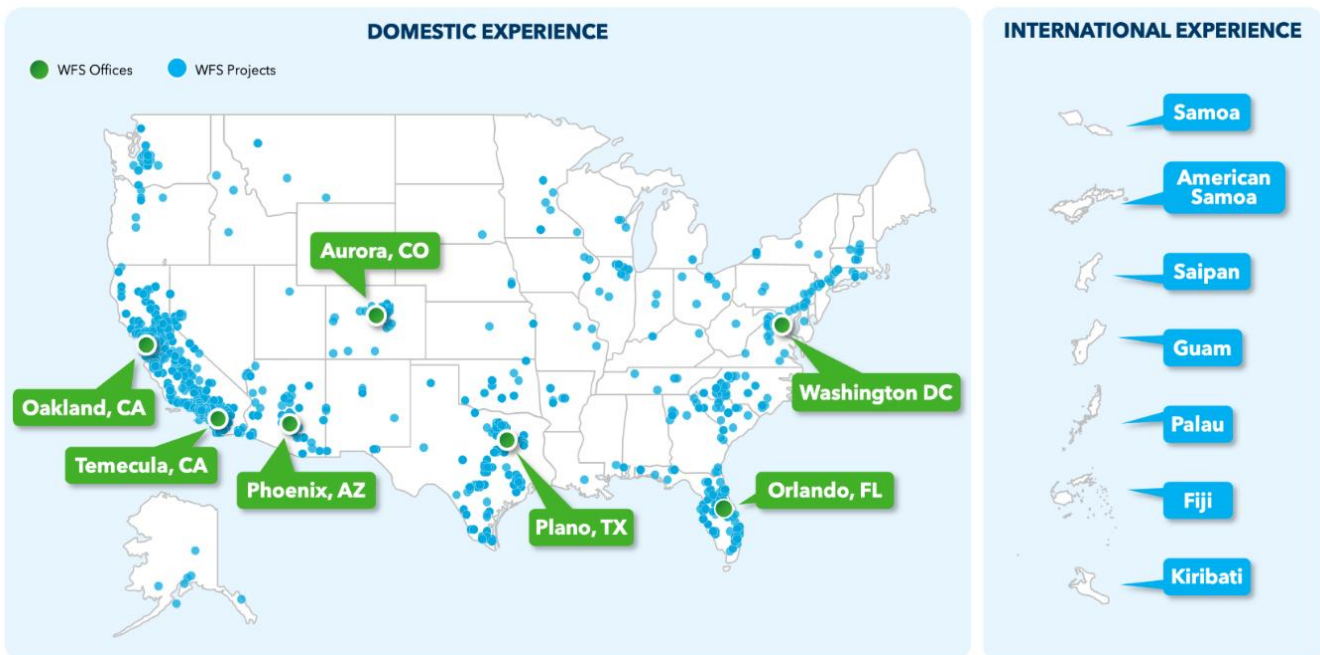 DOMESTIC EXPERIENCE
WFS Offices
WFS Projects
Aurora, CO
Oakland, CA
Temecula, CA
Phoenix, AZ
Plano, TX
Orlando, FL
Washington DC
INTERNATIONAL EXPERIENCE
Samoa
American
Samoa
Saipan
Guam
Palau
Fiji
Kiribati